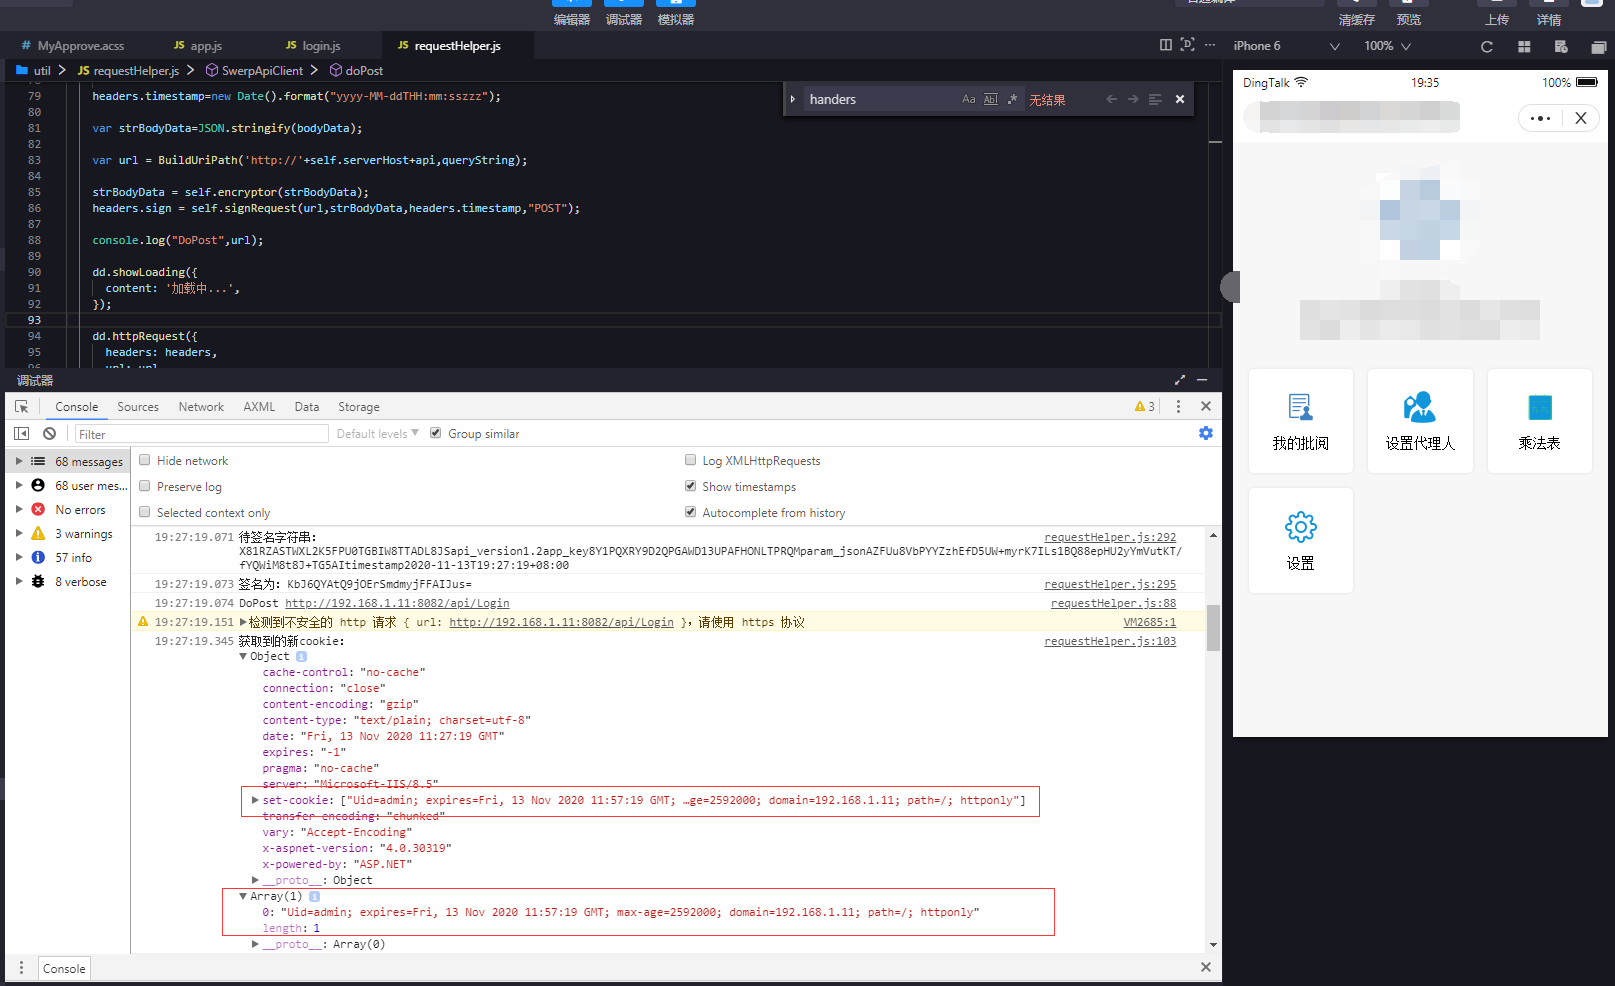 编辑器 调试器 模拟器 清缓存 预览 上传 详情
# MyApprove.acss JS app.js JS login.js JS requestHelper.js
iPhone 6 100%
util > JS requestHelper.js > SwerpApiClient > doPost
79 headers.timestamp=new Date().format("yyyy-MM-ddTHH:mm:sszzz");
80
81 var strBodyData=JSON.stringify(bodyData);
82
83 var url = BuildUriPath('http://'+self.serverHost+api,queryString);
84
85 strBodyData = self.encryptor(strBodyData);
86 headers.sign = self.signRequest(url,strBodyData,headers.timestamp,"POST");
87
88 console.log("DoPost",url);
89
90 dd.showLoading({
91 content: '加载中...',
92 });
93
94 dd.httpRequest({
95 headers: headers,
handers Aa Abl .* 无结果
调试器
Console Sources Network AXML Data Storage 3
Filter Default levels Group similar
68 messages
68 user mes...
No errors
3 warnings
57 info
8 verbose
Hide network Log XMLHttpRequests
Preserve log Show timestamps
Selected context only Autocomplete from history
19:27:19.071 待签名字符串: requestHelper.js:292
X81RZASTWXL2K5FPU0TGBIW8TTADL8JSapi_version1.2app_key8Y1PQXRY9D2QPGAWD13UPAFHONLTPRQMparam_jsonAZFUu8VbPYYZzhEfD5UW+myrK7ILs1BQ88epHU2yYmVutKT/
fYQWiM8t8J+TG5AItimestamp2020-11-13T19:27:19+08:00
19:27:19.073 签名为: KbJ6QYAtQ9jOErSmdmyjFFAIJus= requestHelper.js:295
19:27:19.074 DoPost http://192.168.1.11:8082/api/Login requestHelper.js:88
19:27:19.151 检测到不安全的 http 请求 { url: http://192.168.1.11:8082/api/Login }，请使用 https 协议 VM2685:1
19:27:19.345 获取到的新cookie: requestHelper.js:103
Object
cache-control: "no-cache"
connection: "close"
content-encoding: "gzip"
content-type: "text/plain; charset=utf-8"
date: "Fri, 13 Nov 2020 11:27:19 GMT"
expires: "-1"
pragma: "no-cache"
server: "Microsoft-IIS/8.5"
set-cookie: ["Uid=admin; expires=Fri, 13 Nov 2020 11:57:19 GMT; …ge=2592000; domain=192.168.1.11; path=/; httponly"]
transfer-encoding: "chunked"
vary: "Accept-Encoding"
x-aspnet-version: "4.0.30319"
x-powered-by: "ASP.NET"
__proto__: Object
Array(1)
0: "Uid=admin; expires=Fri, 13 Nov 2020 11:57:19 GMT; max-age=2592000; domain=192.168.1.11; path=/; httponly"
length: 1
__proto__: Array(0)
Console
DingTalk 19:35 100%
我的批阅 设置代理人 乘法表
设置